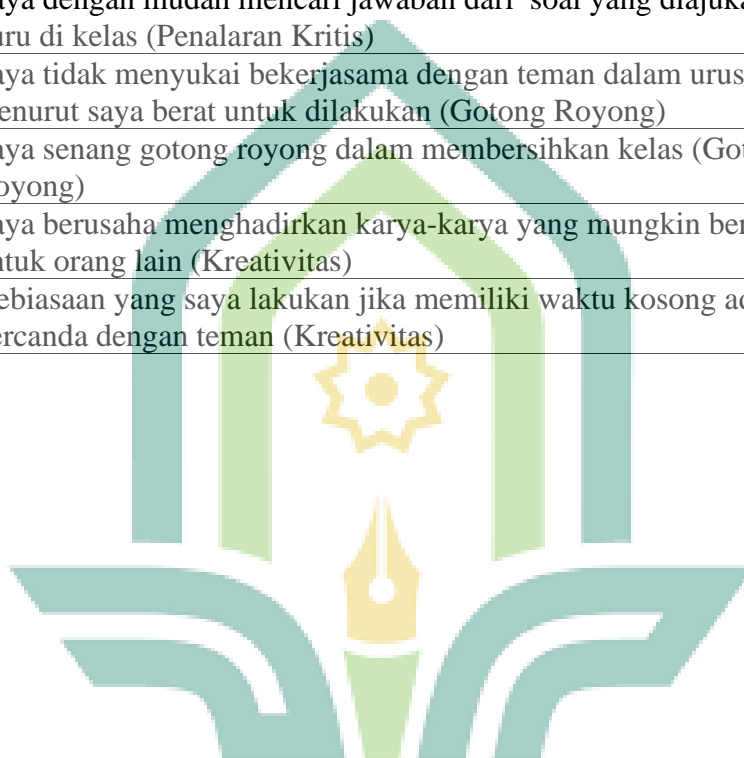 aya dengan mudah mencari jawaban dari soal yang diajuka
uru di kelas (Penalaran Kritis)
aya tidak menyukai bekerjasama dengan teman dalam urus
enurut saya berat untuk dilakukan (Gotong Royong)
aya senang gotong royong dalam membersihkan kelas (Got
oyong)
aya berusaha menghadirkan karya-karya yang mungkin ber
ntuk orang lain (Kreativitas)
ebiasaan yang saya lakukan jika memiliki waktu kosong ad
ercanda dengan teman (Kreativitas)